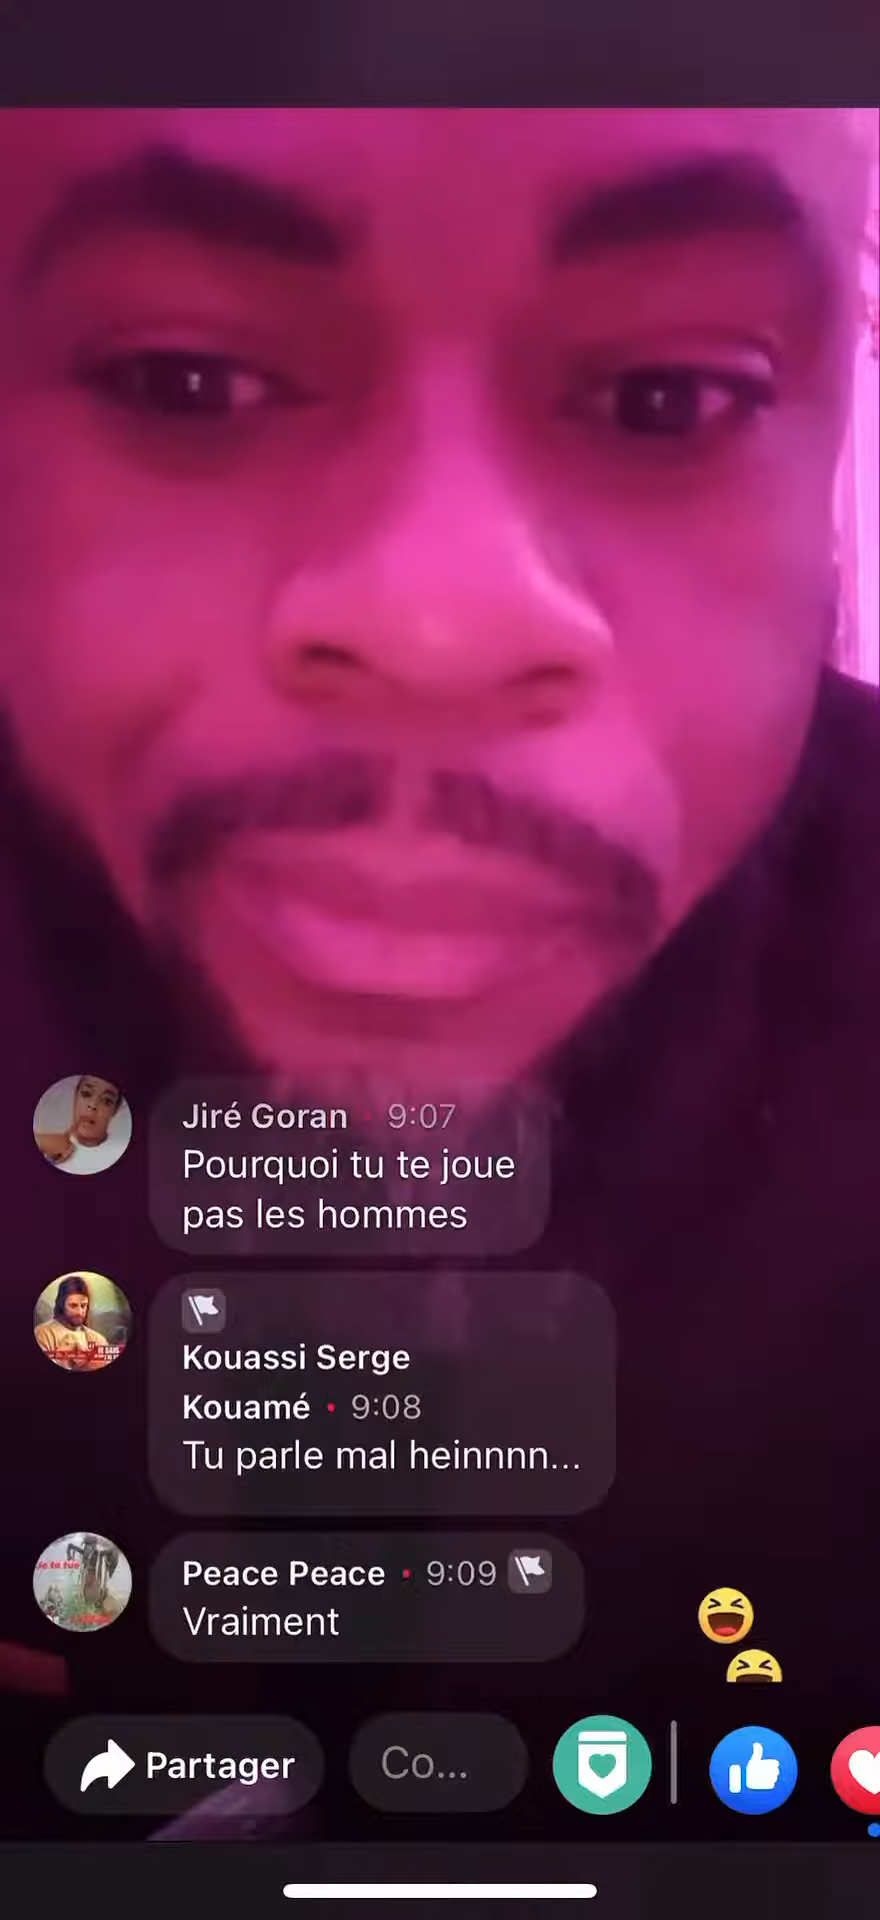 Jiré Goran • 9:07
Pourquoi tu te joue
pas les hommes
Kouassi Serge
Kouamé • 9:08
Tu parle mal heinnnn...
Peace Peace • 9:09
Vraiment
Partager
Co...